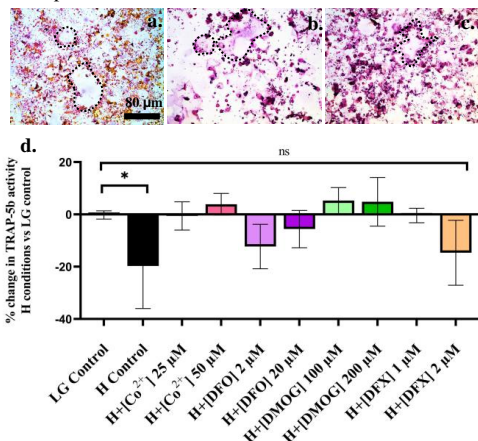 a.
b.
c.
80 µm
d.
ns
*
20
0
-20
-40
% change in TRAP-5b activity
H conditions vs LG control
LG Control
H Control
H+[Co²⁺] 25 µM
H+[Co²⁺] 50 µM
H+[DFO] 2 µM
H+[DFO] 20 µM
H+[DMOG] 100 µM
H+[DMOG] 200 µM
H+[DFX] 1 µM
H+[DFX] 2 µM